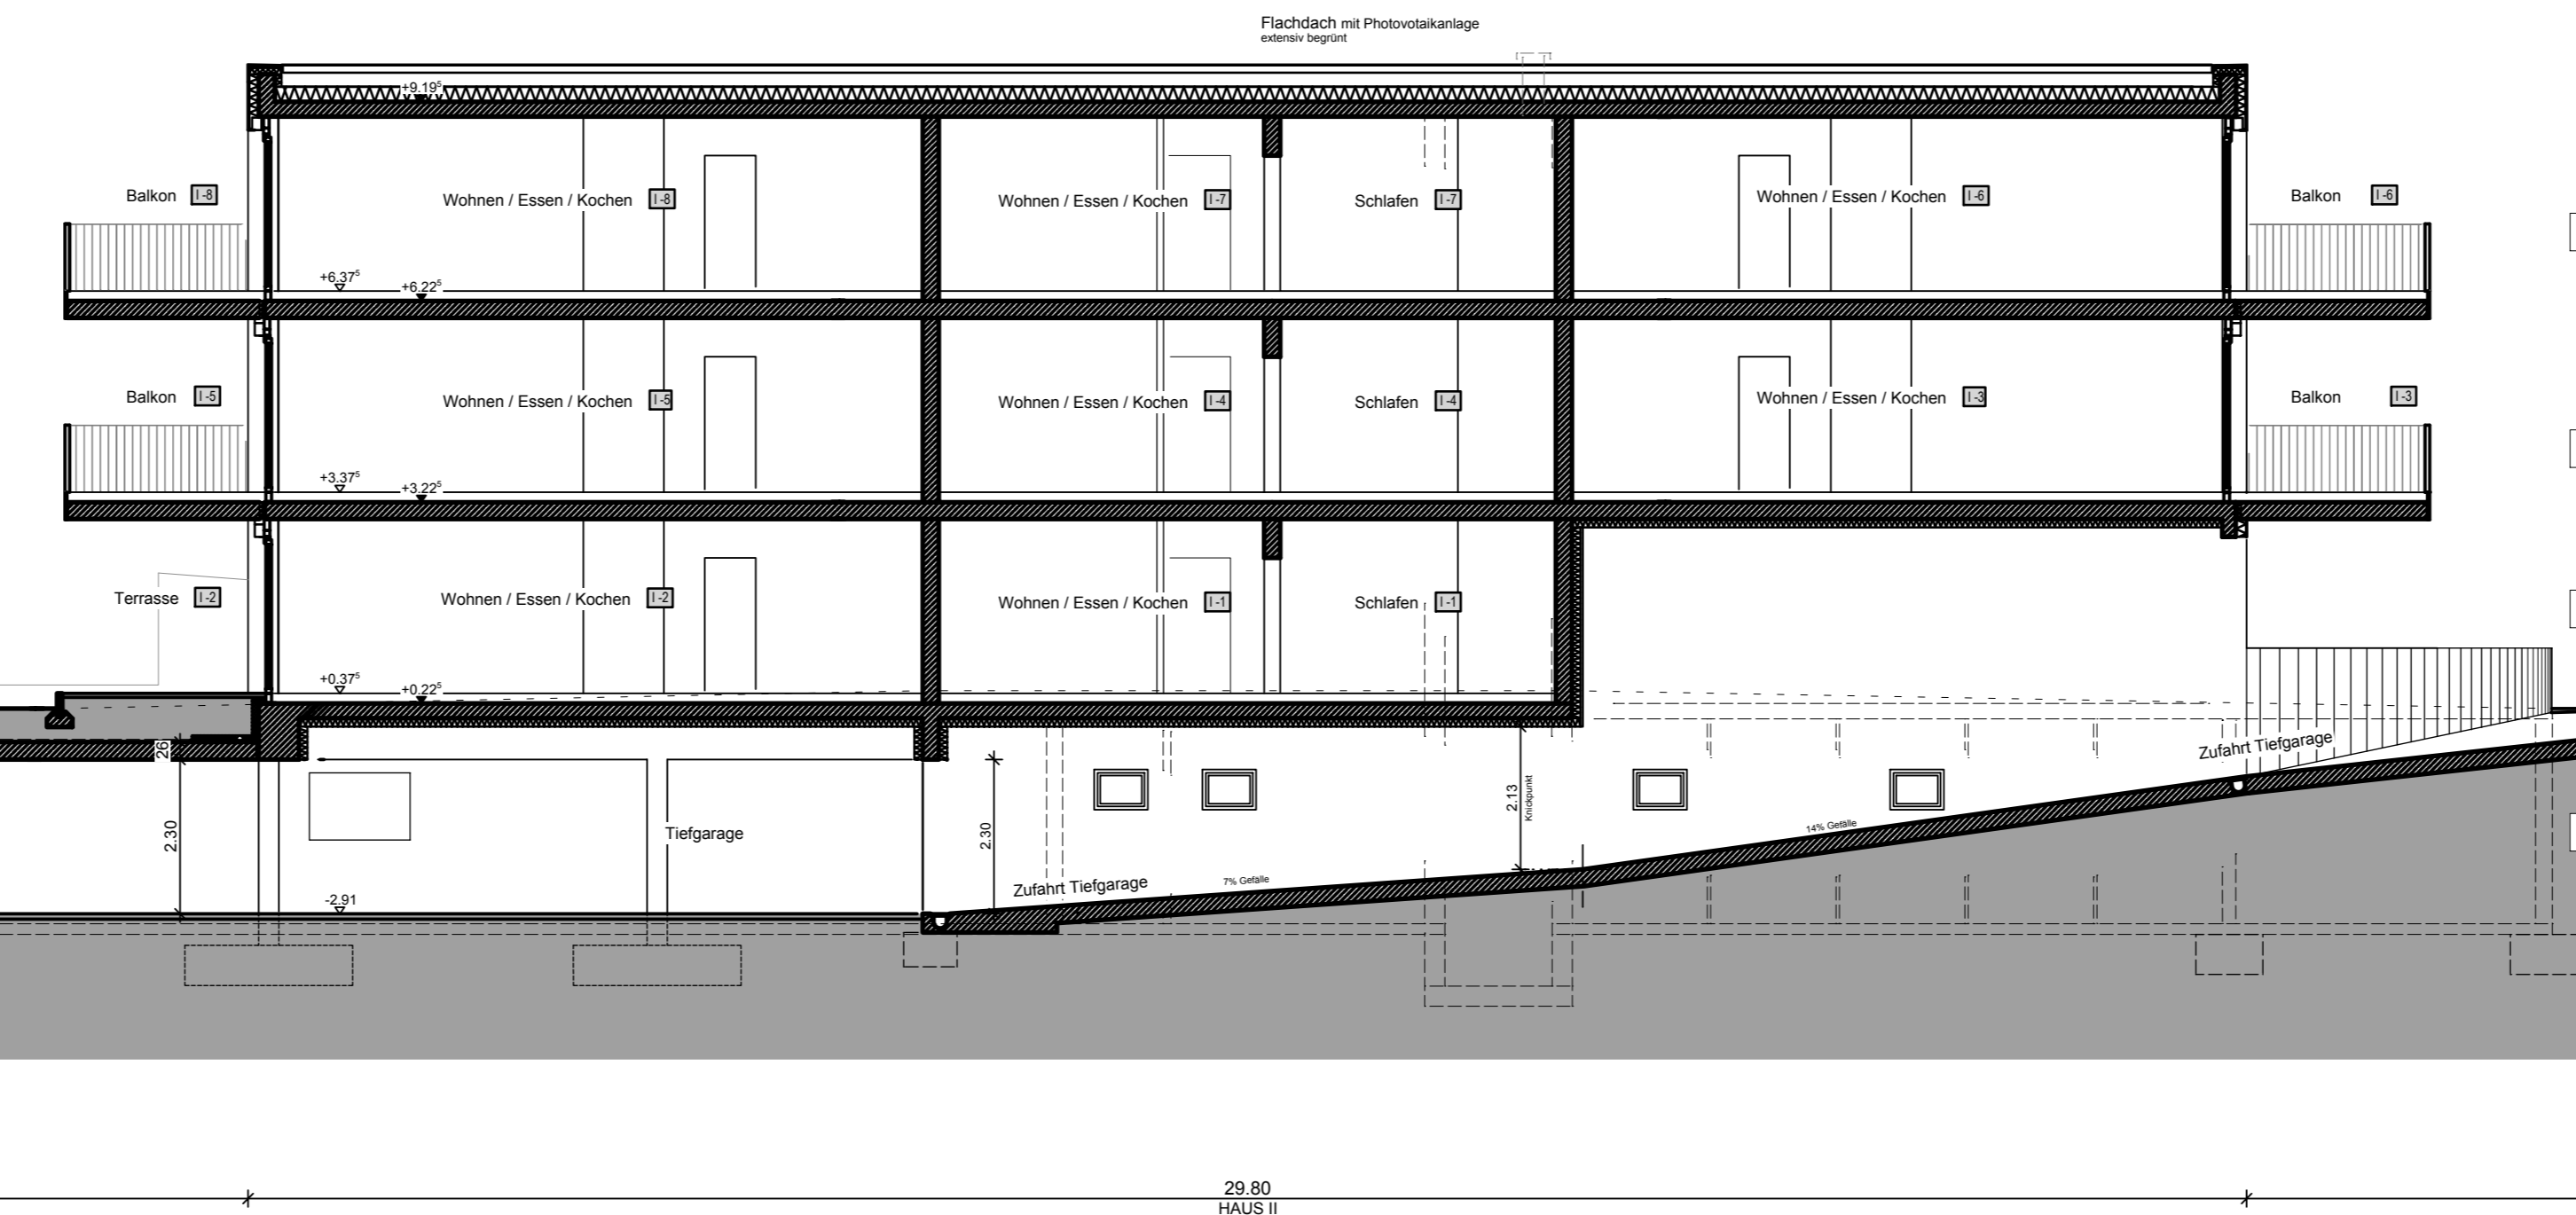 Flachdach mit Photovotaikanlage
extensiv begrünt
+9.19⁵
Balkon I -8
Wohnen / Essen / Kochen I -8
Wohnen / Essen / Kochen I -7
Schlafen I -7
Wohnen / Essen / Kochen I -6
Balkon I -6
+6.37⁵
+6.22⁵
Balkon I -5
Wohnen / Essen / Kochen I -5
Wohnen / Essen / Kochen I -4
Schlafen I -4
Wohnen / Essen / Kochen I -3
Balkon I -3
+3.37⁵
+3.22⁵
Terrasse I -2
Wohnen / Essen / Kochen I -2
Wohnen / Essen / Kochen I -1
Schlafen I -1
+0.37⁵
+0.22⁵
26
2.30
Tiefgarage
2.30
2.13
Knickpunkt
Zufahrt Tiefgarage
14% Gefälle
Zufahrt Tiefgarage
7% Gefälle
-2.91
29.80
HAUS II